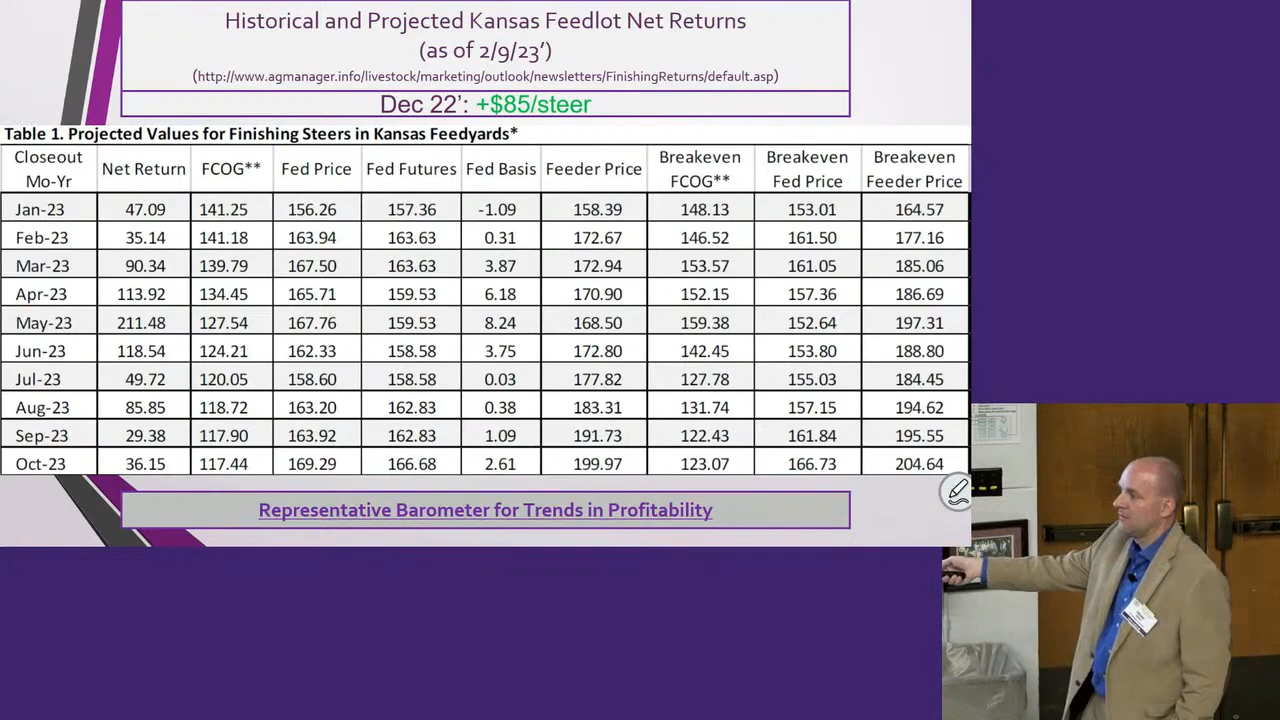 Historical and Projected Kansas Feedlot Net Returns
(as of 2/9/23')
(http://www.agmanager.info/livestock/marketing/outlook/newsletters/FinishingReturns/default.asp)
Dec 22': +$85/steer
Table 1. Projected Values for Finishing Steers in Kansas Feedyards*
Closeout Mo-Yr Net Return FCOG** Fed Price Fed Futures Fed Basis Feeder Price Breakeven FCOG** Breakeven Fed Price Breakeven Feeder Price
Jan-23 47.09 141.25 156.26 157.36 -1.09 158.39 148.13 153.01 164.57
Feb-23 35.14 141.18 163.94 163.63 0.31 172.67 146.52 161.50 177.16
Mar-23 90.34 139.79 167.50 163.63 3.87 172.94 153.57 161.05 185.06
Apr-23 113.92 134.45 165.71 159.53 6.18 170.90 152.15 157.36 186.69
May-23 211.48 127.54 167.76 159.53 8.24 168.50 159.38 152.64 197.31
Jun-23 118.54 124.21 162.33 158.58 3.75 172.80 142.45 153.80 188.80
Jul-23 49.72 120.05 158.60 158.58 0.03 177.82 127.78 155.03 184.45
Aug-23 85.85 118.72 163.20 162.83 0.38 183.31 131.74 157.15 194.62
Sep-23 29.38 117.90 163.92 162.83 1.09 191.73 122.43 161.84 195.55
Oct-23 36.15 117.44 169.29 166.68 2.61 199.97 123.07 166.73 204.64
Representative Barometer for Trends in Profitability